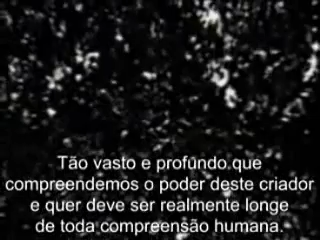 Tão vasto e profundo que
compreendemos o poder deste criador
e quer deve ser realmente longe
de toda compreensão humana.